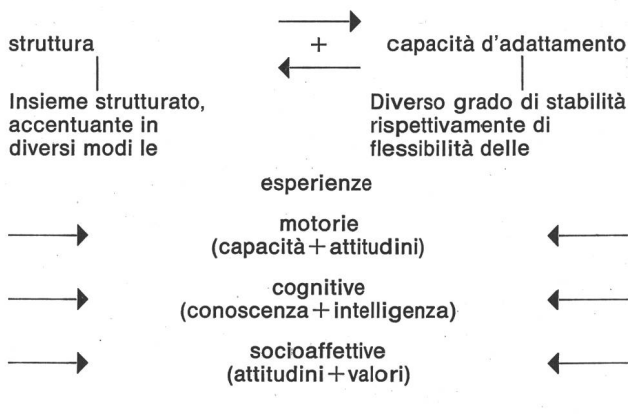 struttura + capacità d'adattamento
Insieme strutturato,
accentuante in
diversi modi le
Diverso grado di stabilità
rispettivamente di
flessibilità delle
esperienze
motorie
(capacità+attitudini)
cognitive
(conoscenza+intelligenza)
socioaffettive
(attitudini+valori)